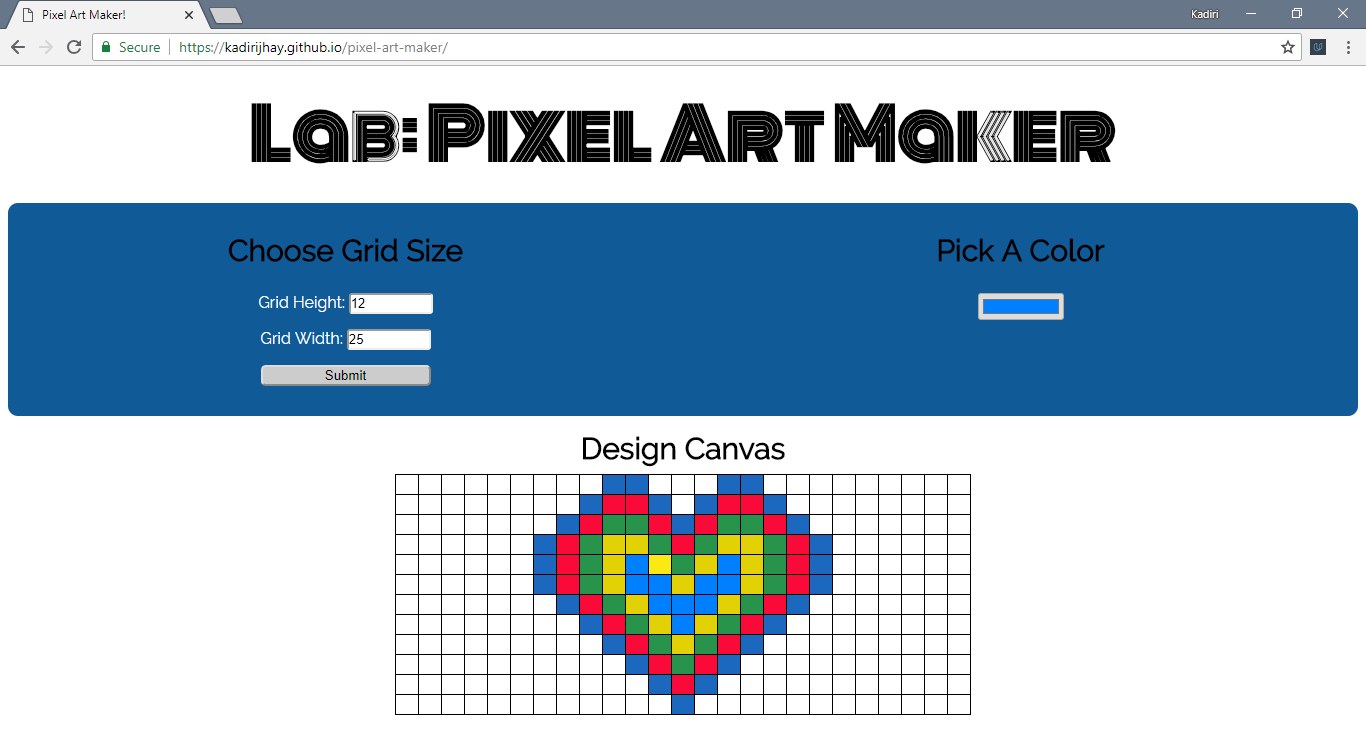 Pixel Art Maker!
Kadiri
Secure
https://kadirijhay.github.io/pixel-art-maker/
Lab: Pixel Art Maker
Choose Grid Size
Pick A Color
Grid Height: 12
Grid Width: 25
Submit
Design Canvas